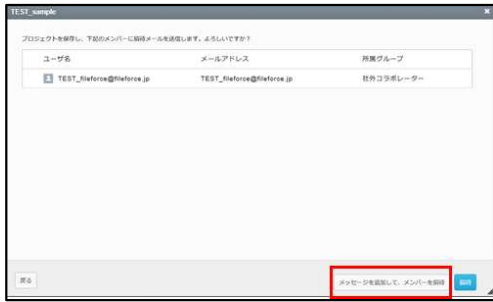 TEST_sample
プロジェクトを保存し、下記のメンバーに招待メールを送信します。よろしいですか？
ユーザ名 メールアドレス 所属グループ
TEST_fileforce@fileforce.jp TEST_fileforce@fileforce.jp 社外コラボレーター
戻る メッセージを追加して、メンバーを招待 招待